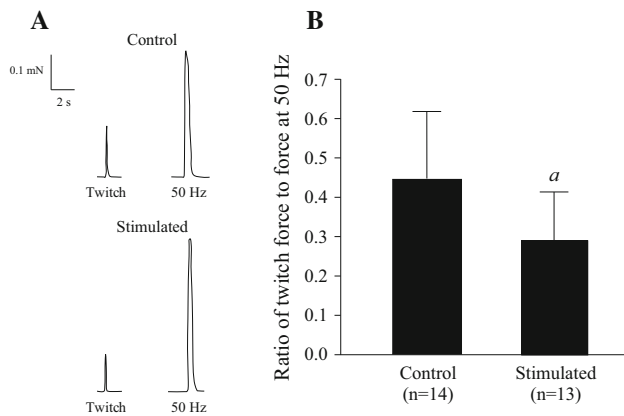 A
Control
0.1 mN
2 s
Twitch
50 Hz
Stimulated
Twitch
50 Hz
B
Ratio of twitch force to force at 50 Hz
0.7
0.6
0.5
0.4
0.3
0.2
0.1
0.0
a
Control
(n=14)
Stimulated
(n=13)